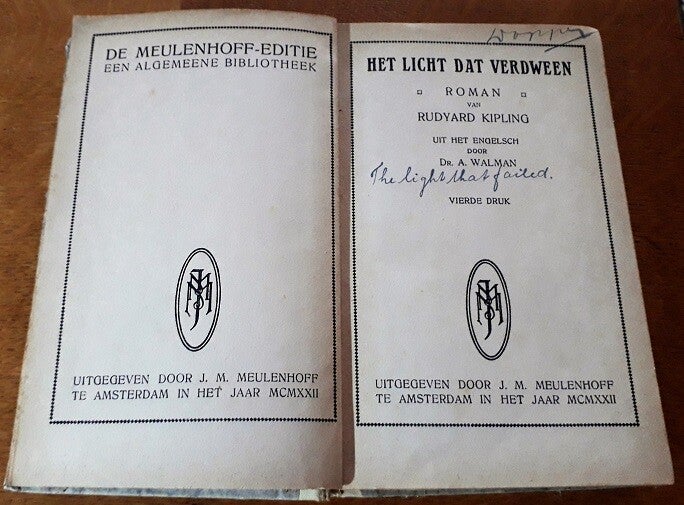 DE MEULENHOFF-EDITIE
EEN ALGEMEENE BIBLIOTHEEK
UITGEGEVEN DOOR J. M. MEULENHOFF
TE AMSTERDAM IN HET JAAR MCMXXII
HET LICHT DAT VERDWEEN
ROMAN
VAN
RUDYARD KIPLING
UIT HET ENGELSCH
DOOR
DR. A. WALMAN
The light that failed.
VIERDE DRUK
UITGEGEVEN DOOR J. M. MEULENHOFF
TE AMSTERDAM IN HET JAAR MCMXXII